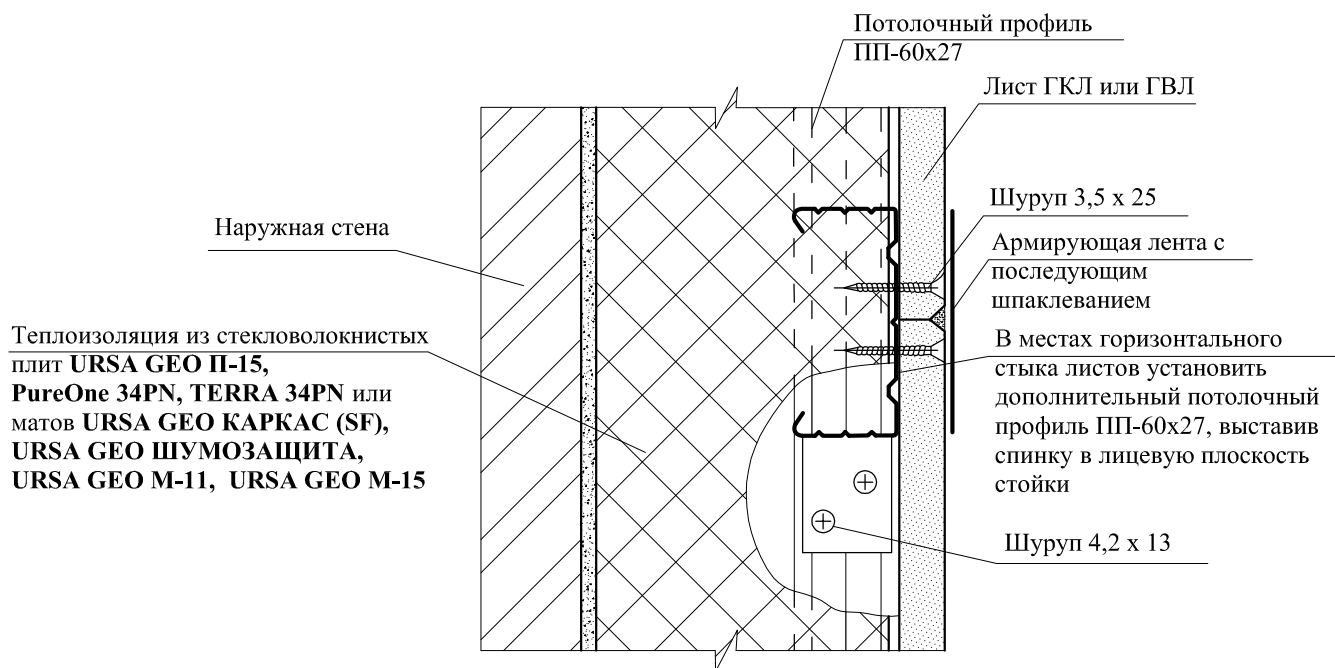 Потолочный профиль
ПП-60х27
Лист ГКЛ или ГВЛ
Шуруп 3,5 х 25
Наружная стена
Армирующая лента с
последующим
шпаклеванием
Теплоизоляция из стекловолокнистых
плит URSA GEO П-15,
PureOne 34PN, TERRA 34PN или
матов URSA GEO КАРКАС (SF),
URSA GEO ШУМОЗАЩИТА,
URSA GEO М-11, URSA GEO М-15
В местах горизонтального
стыка листов установить
дополнительный потолочный
профиль ПП-60х27, выставив
спинку в лицевую плоскость
стойки
Шуруп 4,2 х 13